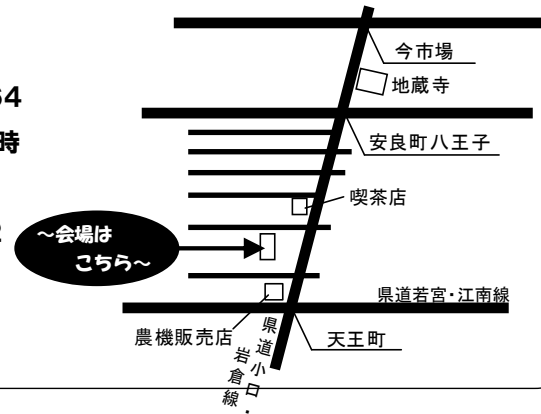 今市場
地蔵寺
64
時
安良町八王子
喫茶店
～会場は
こちら～
県道若宮・江南線
農機販売店
天王町
県道小口・
岩倉線